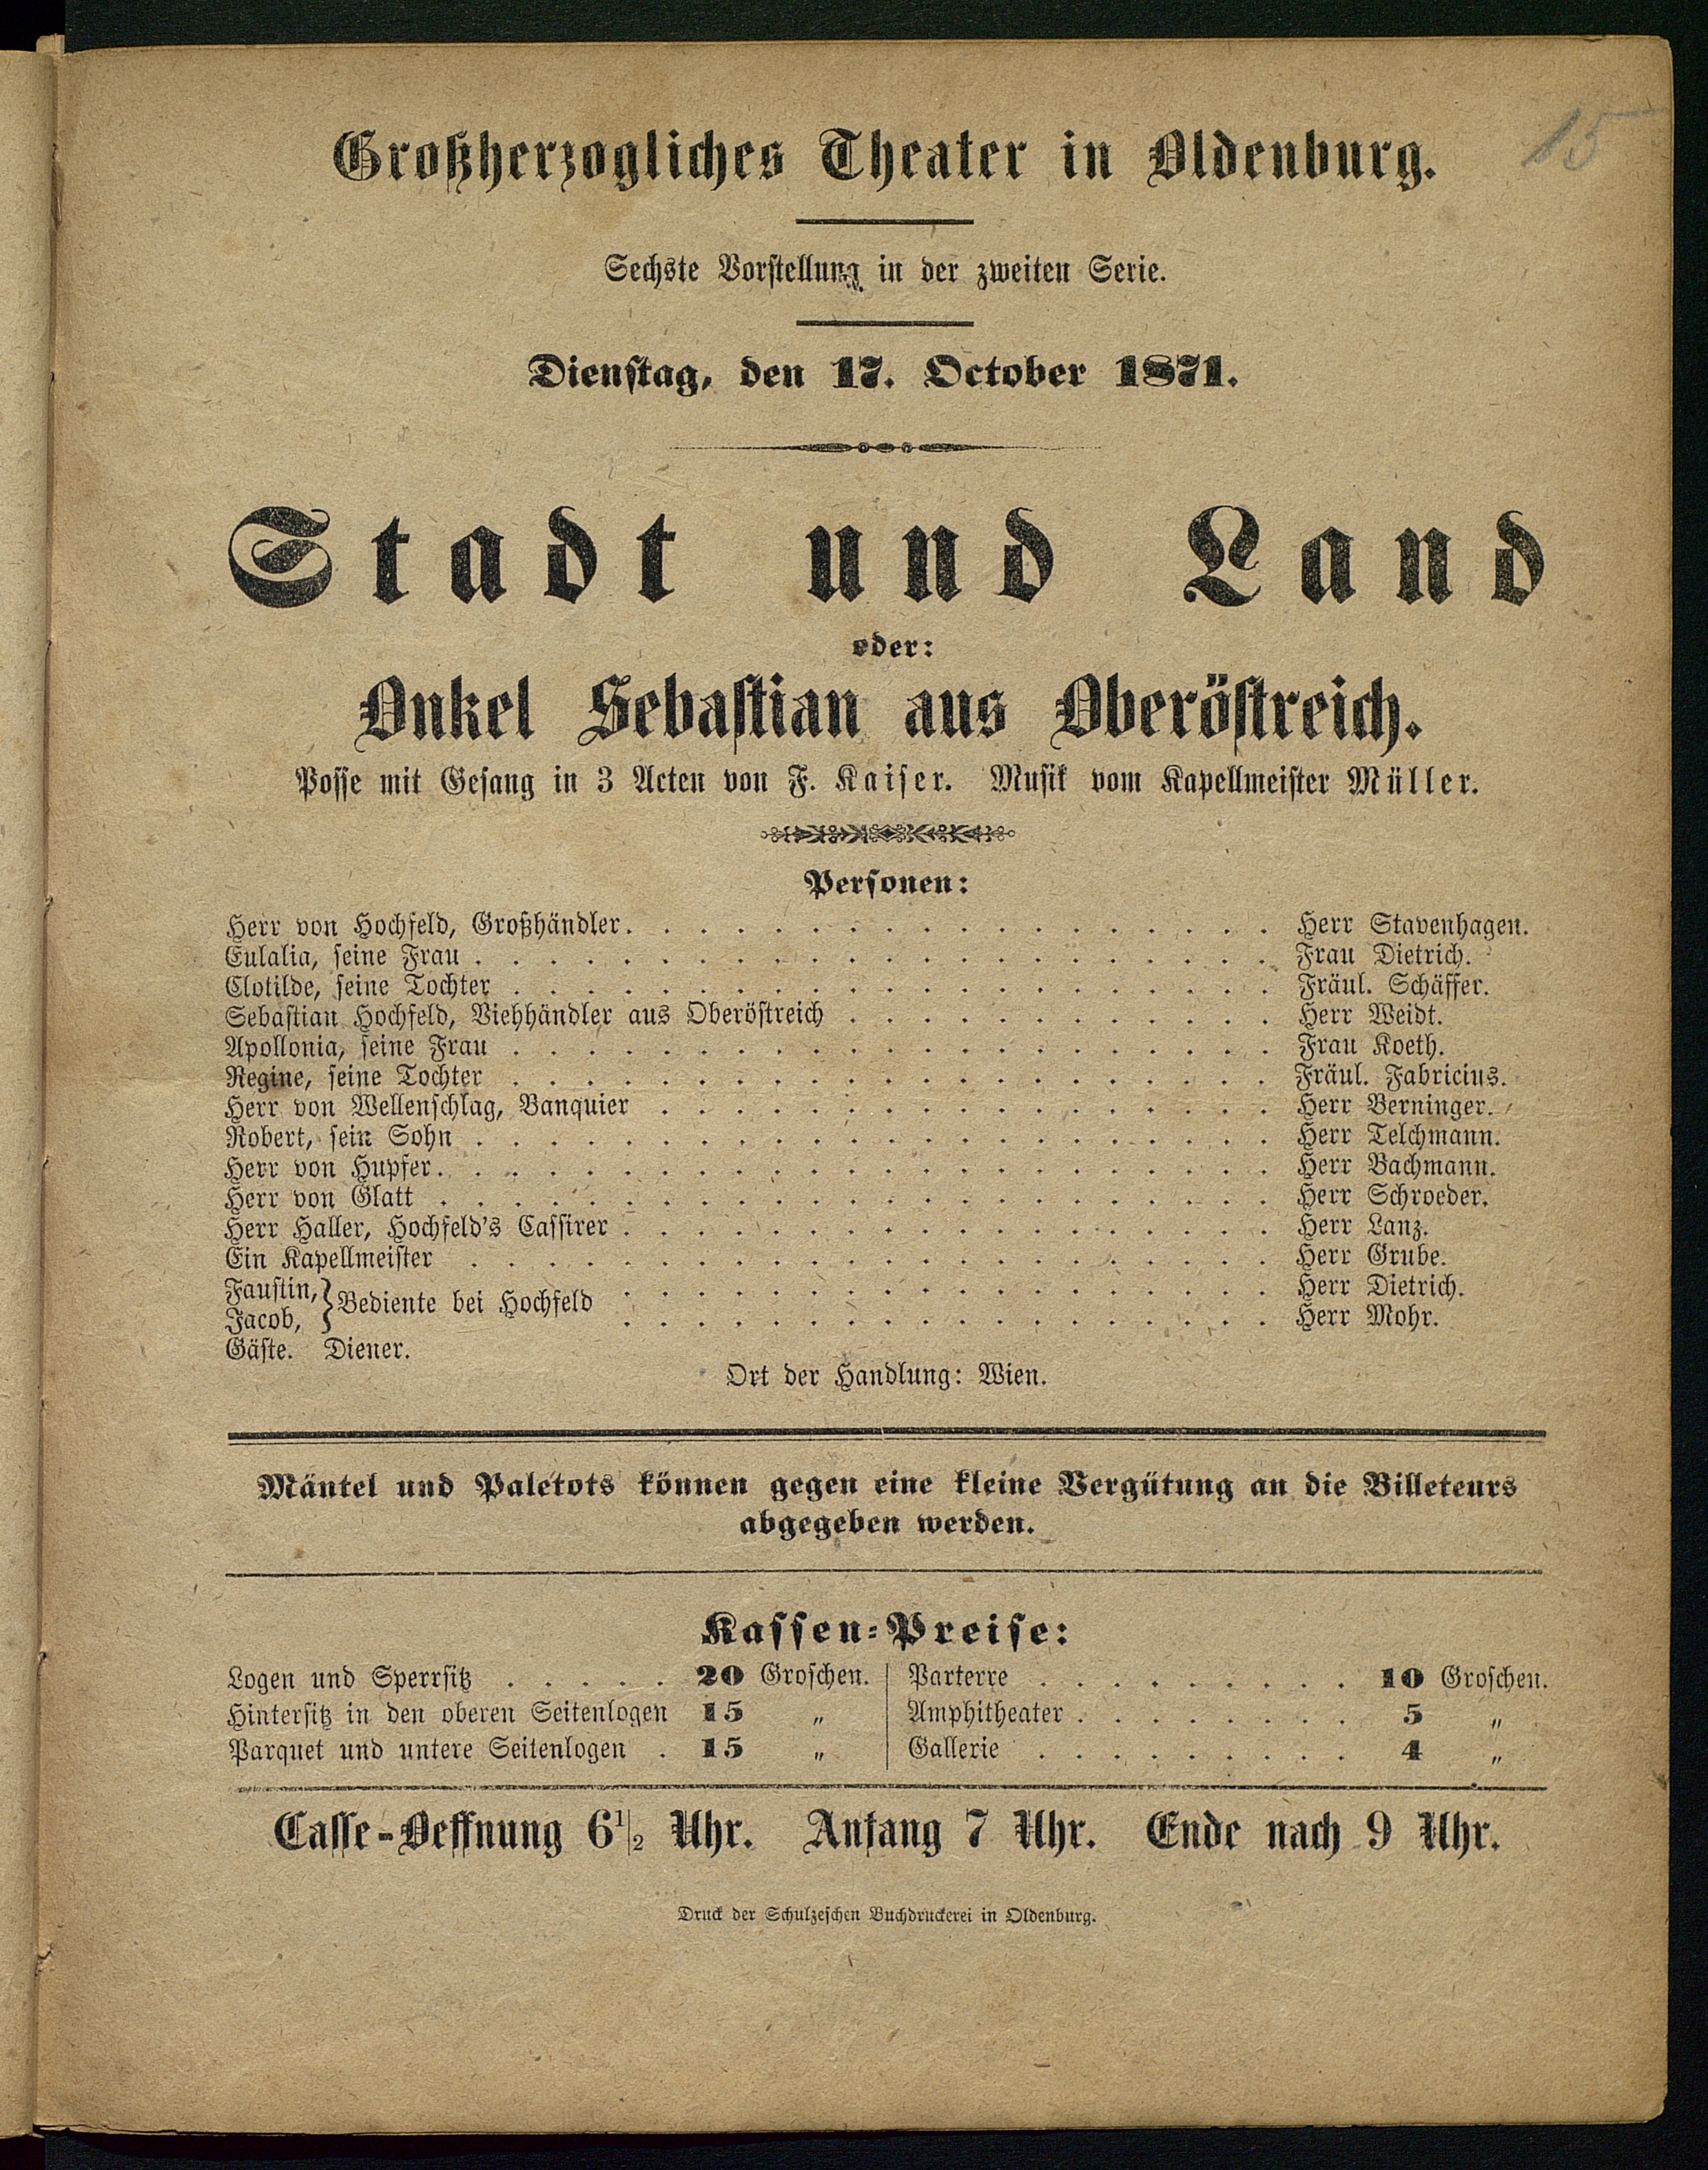 15
Großherzogliches Theater in Oldenburg.
Sechste Vorstellung in der zweiten Serie.
Dienstag, den 17. October 1871.
Stadt und Land
oder:
Onkel Sebastian aus Oberöstreich.
Posse mit Gesang in 3 Acten von F. Kaiser. Musik vom Kapellmeister Müller.
Personen:
Herr von Hochfeld, Großhändler . . . Herr Stavenhagen.
Eulalia, seine Frau . . . Frau Dietrich.
Clotilde, seine Tochter . . . Fräul. Schäffer.
Sebastian Hochfeld, Viehhändler aus Oberöstreich . . . Herr Weidt.
Apollonia, seine Frau . . . Frau Koeth.
Regine, seine Tochter . . . Fräul. Fabricius.
Herr von Wellenschlag, Banquier . . . Herr Berninger.
Robert, sein Sohn . . . Herr Telchmann.
Herr von Hupfer . . . Herr Bachmann.
Herr von Glatt . . . Herr Schroeder.
Herr Haller, Hochfeld's Cassirer . . . Herr Lanz.
Ein Kapellmeister . . . Herr Grube.
Faustin, } Bediente bei Hochfeld . . . Herr Dietrich.
Jacob, } . . . Herr Mohr.
Gäste. Diener.
Ort der Handlung: Wien.
Mäntel und Paletots können gegen eine kleine Vergütung an die Billeteurs
abgegeben werden.
Kassen-Preise:
Logen und Sperrsitz . . . 20 Groschen. | Parterre . . . 10 Groschen.
Hintersitz in den oberen Seitenlogen 15 „ | Amphitheater . . . 5 „
Parquet und untere Seitenlogen . 15 „ | Gallerie . . . 4 „
Casse-Oeffnung 6 1/2 Uhr. Anfang 7 Uhr. Ende nach 9 Uhr.
Druck der Schulzeschen Buchdruckerei in Oldenburg.